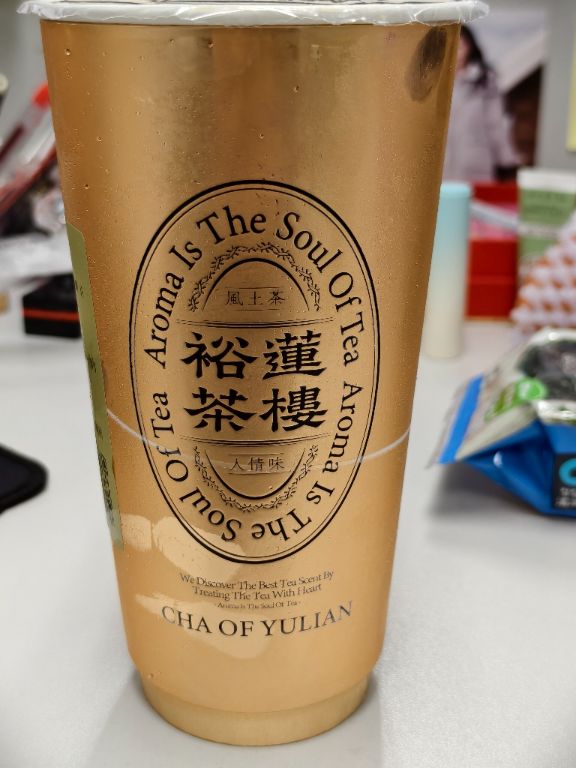 Aroma Is The Soul Of Tea Aroma Is The Soul Of Tea
風土茶
裕蓮
茶樓
人情味
We Discover The Best Tea Scent By
Treating The Tea With Heart
- Aroma Is The Soul Of Tea -
CHA OF YULIAN